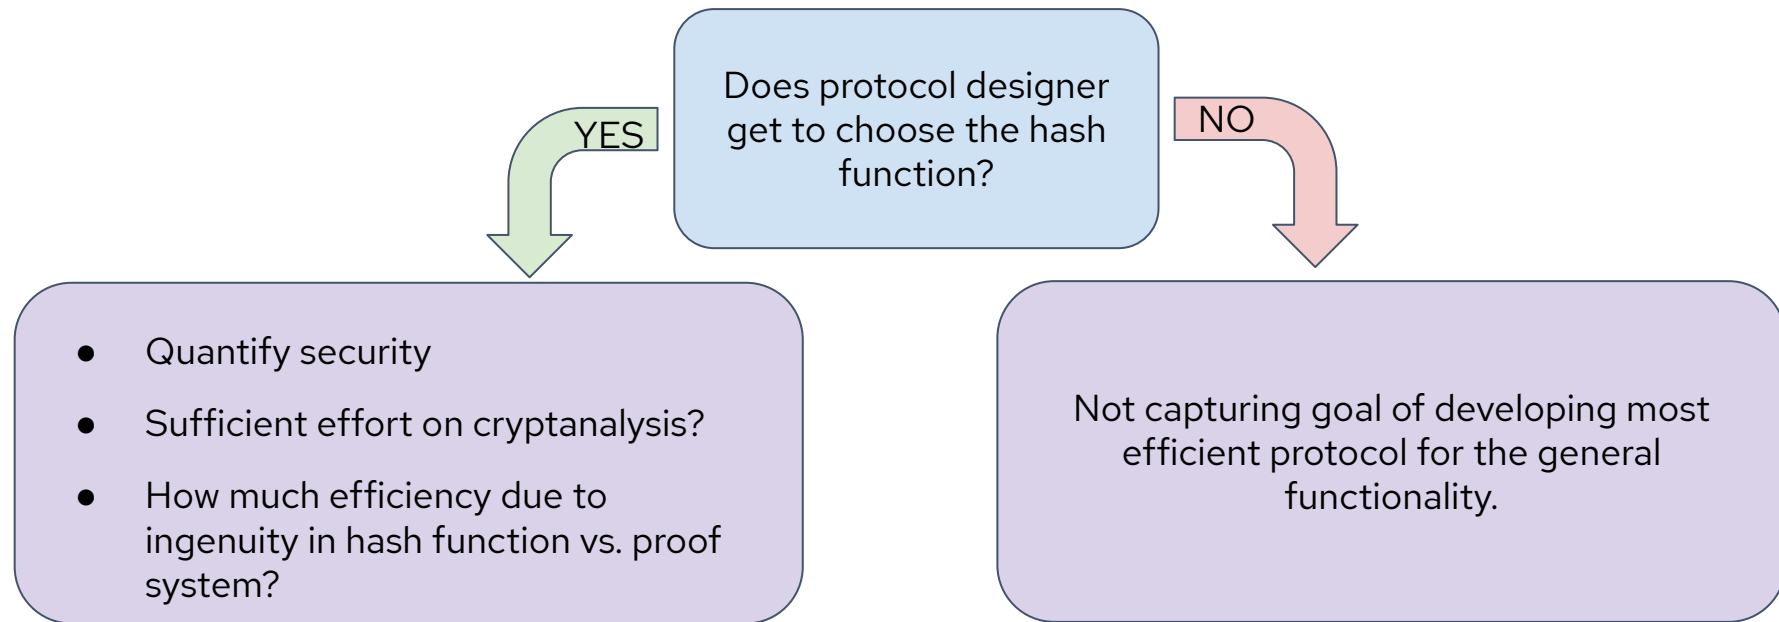 Does protocol designer
get to choose the hash
function?
YES
NO
● Quantify security
● Sufficient effort on cryptanalysis?
● How much efficiency due to
ingenuity in hash function vs. proof
system?
Not capturing goal of developing most
efficient protocol for the general
functionality.